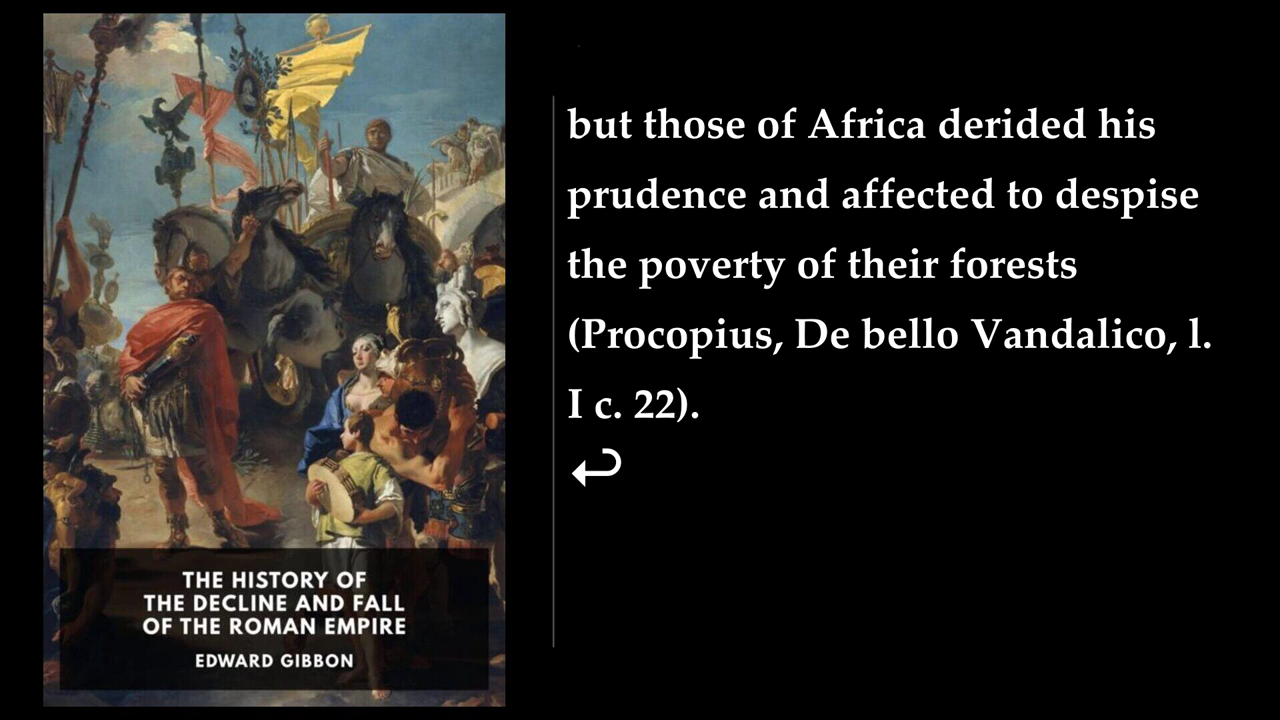 THE HISTORY OF
THE DECLINE AND FALL
OF THE ROMAN EMPIRE
EDWARD GIBBON
but those of Africa derided his
prudence and affected to despise
the poverty of their forests
(Procopius, De bello Vandalico, l.
I c. 22).
↩